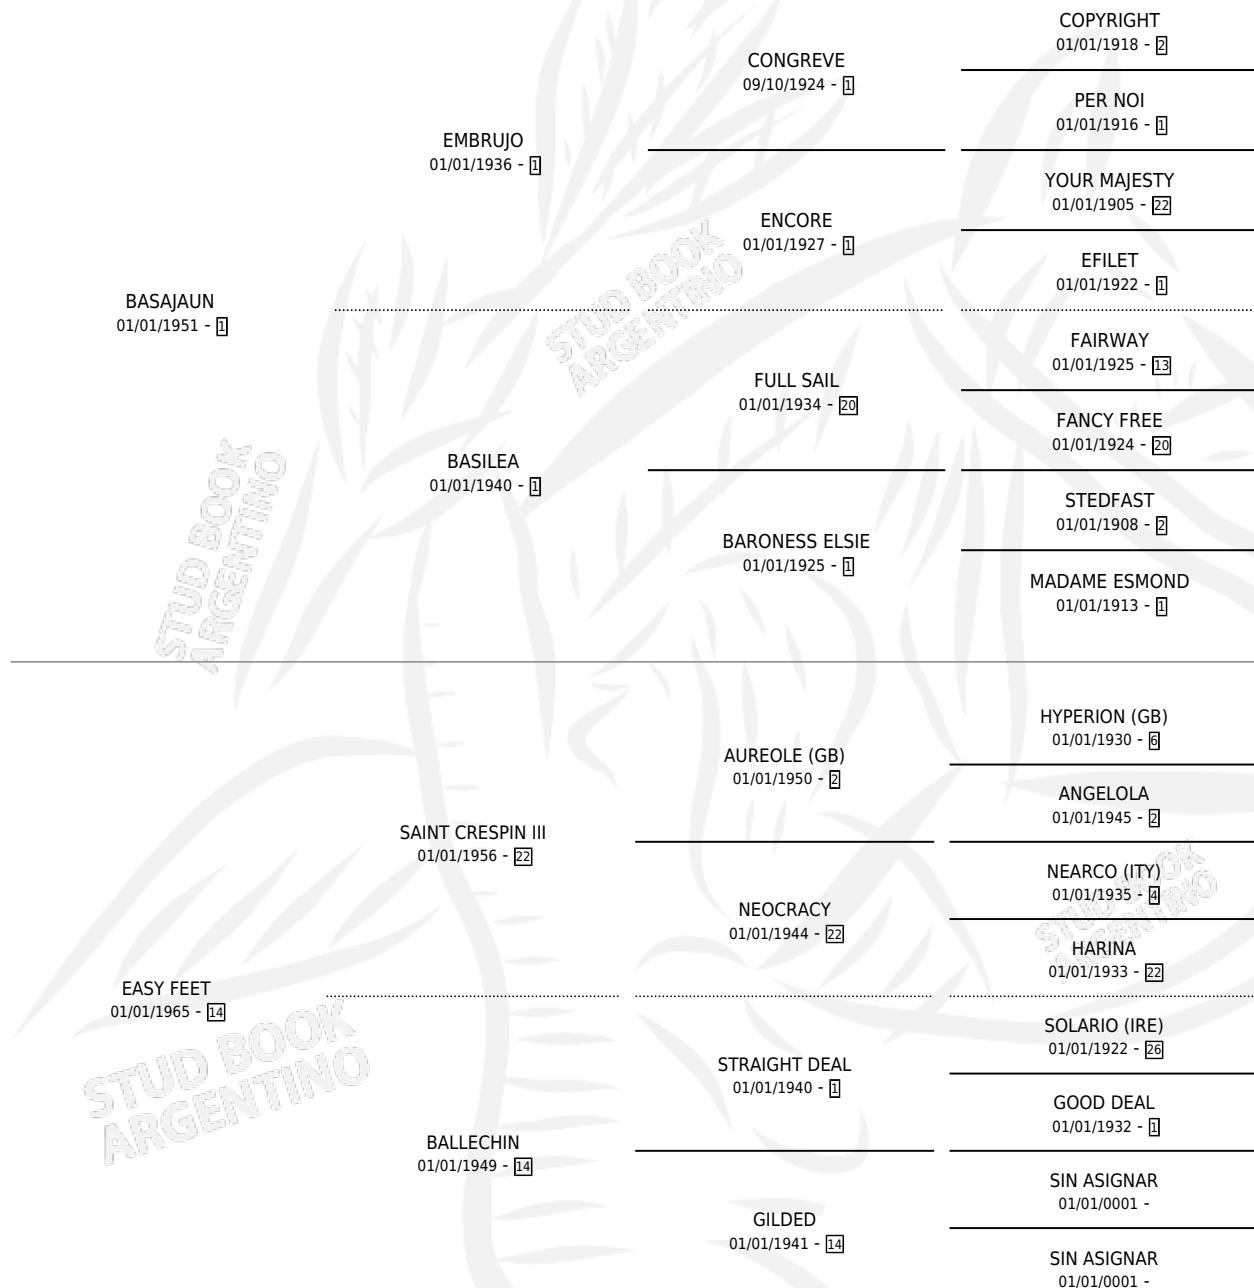 COPYRIGHT
01/01/1918 - 2
CONGREVE
09/10/1924 - 1
PER NOI
01/01/1916 - 1
EMBRUJO
01/01/1936 - 1
YOUR MAJESTY
01/01/1905 - 22
ENCORE
01/01/1927 - 1
EFILET
01/01/1922 - 1
BASAJAUN
01/01/1951 - 1
FAIRWAY
01/01/1925 - 13
FULL SAIL
01/01/1934 - 20
FANCY FREE
01/01/1924 - 20
BASILEA
01/01/1940 - 1
STEDFAST
01/01/1908 - 2
BARONESS ELSIE
01/01/1925 - 1
MADAME ESMOND
01/01/1913 - 1
HYPERION (GB)
01/01/1930 - 6
AUREOLE (GB)
01/01/1950 - 2
ANGELOLA
01/01/1945 - 2
SAINT CRESPIN III
01/01/1956 - 22
NEARCO (ITY)
01/01/1935 - 4
NEOCRACY
01/01/1944 - 22
HARINA
01/01/1933 - 22
EASY FEET
01/01/1965 - 14
SOLARIO (IRE)
01/01/1922 - 26
STRAIGHT DEAL
01/01/1940 - 1
GOOD DEAL
01/01/1932 - 1
BALLECHIN
01/01/1949 - 14
SIN ASIGNAR
01/01/0001 -
GILDED
01/01/1941 - 14
SIN ASIGNAR
01/01/0001 -
STUD BOOK
ARGENTINO
STUD BOOK
ARGENTINO
STUD BOOK
ARGENTINO
STUD BOOK
ARGENTINO